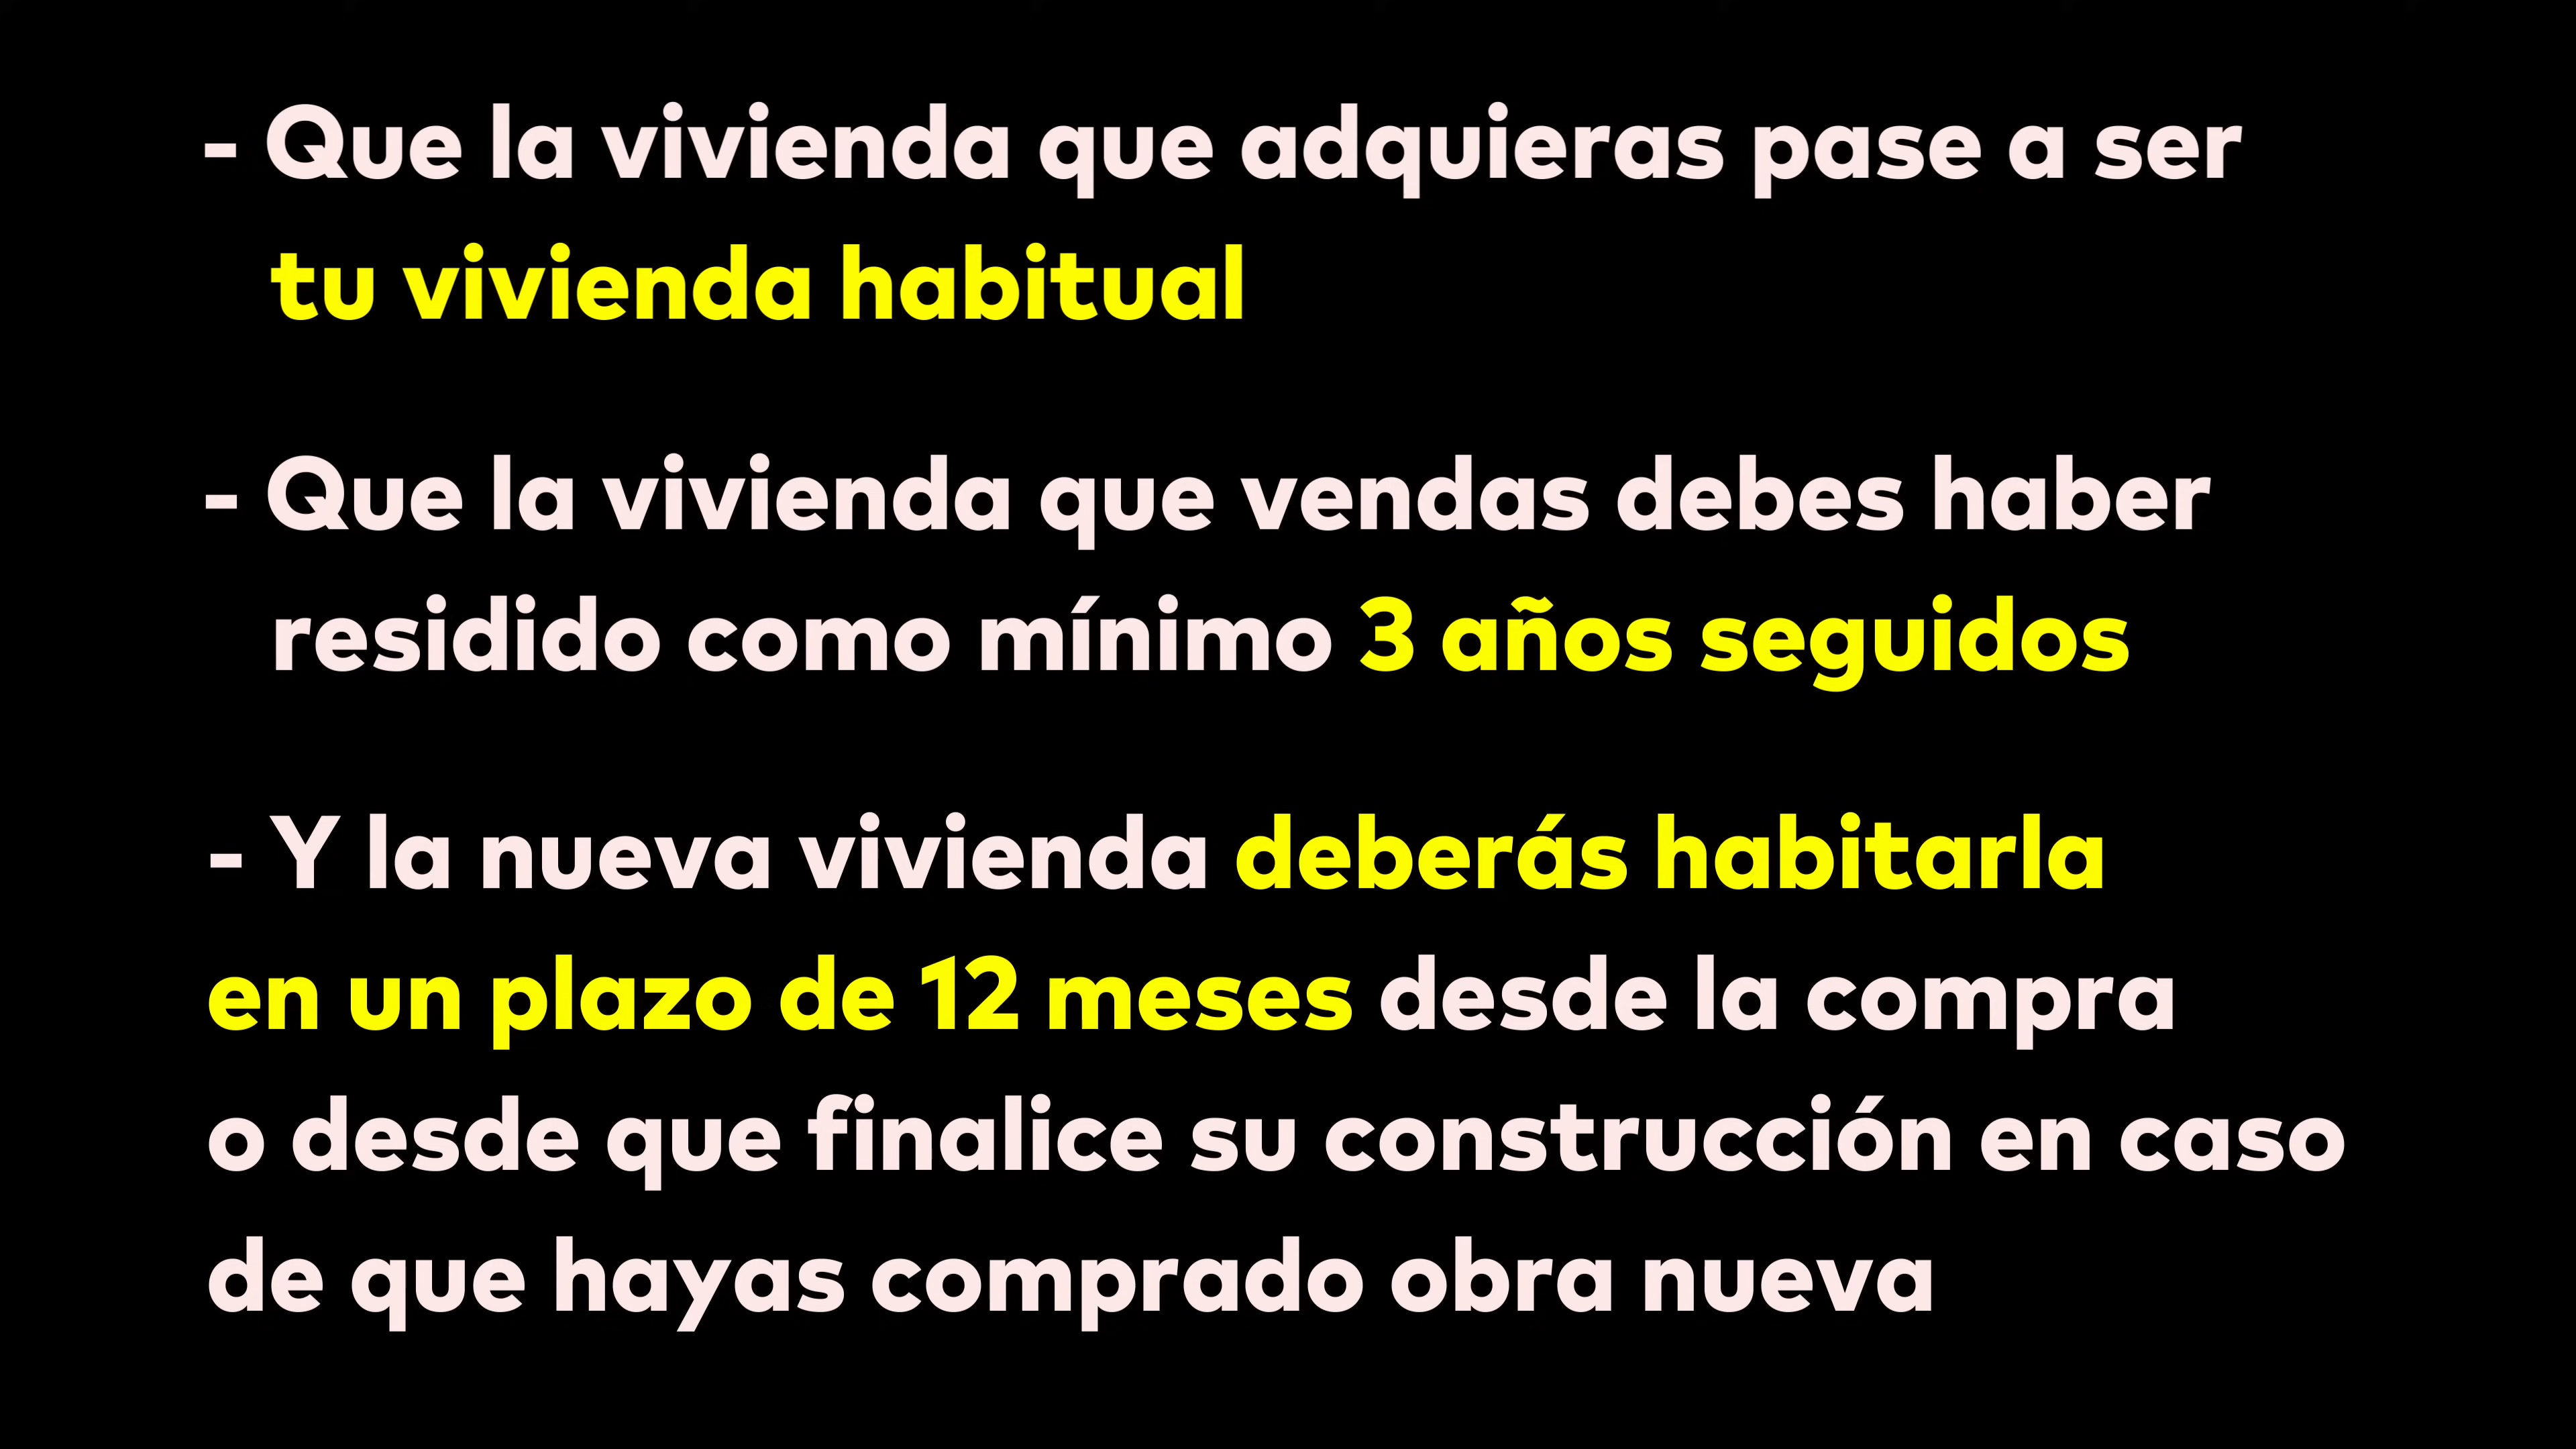 - Que la vivienda que adquieras pase a ser
tu vivienda habitual
- Que la vivienda que vendas debes haber
residido como mínimo 3 años seguidos
- Y la nueva vivienda deberás habitarla
en un plazo de 12 meses desde la compra
o desde que finalice su construcción en caso
de que hayas comprado obra nueva